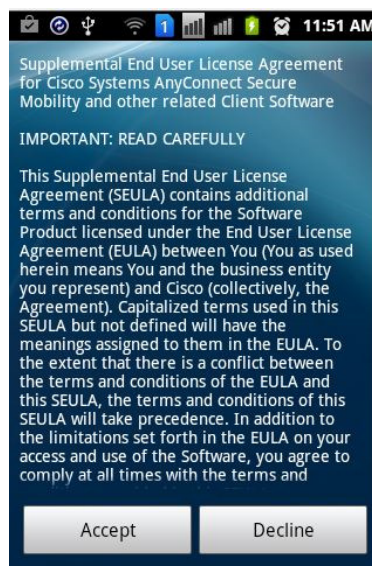 1 11:51 AM
Supplemental End User License Agreement
for Cisco Systems AnyConnect Secure
Mobility and other related Client Software
IMPORTANT: READ CAREFULLY
This Supplemental End User License
Agreement (SEULA) contains additional
terms and conditions for the Software
Product licensed under the End User License
Agreement (EULA) between You (You as used
herein means You and the business entity
you represent) and Cisco (collectively, the
Agreement). Capitalized terms used in this
SEULA but not defined will have the
meanings assigned to them in the EULA. To
the extent that there is a conflict between
the terms and conditions of the EULA and
this SEULA, the terms and conditions of this
SEULA will take precedence. In addition to
the limitations set forth in the EULA on your
access and use of the Software, you agree to
comply at all times with the terms and
Accept Decline